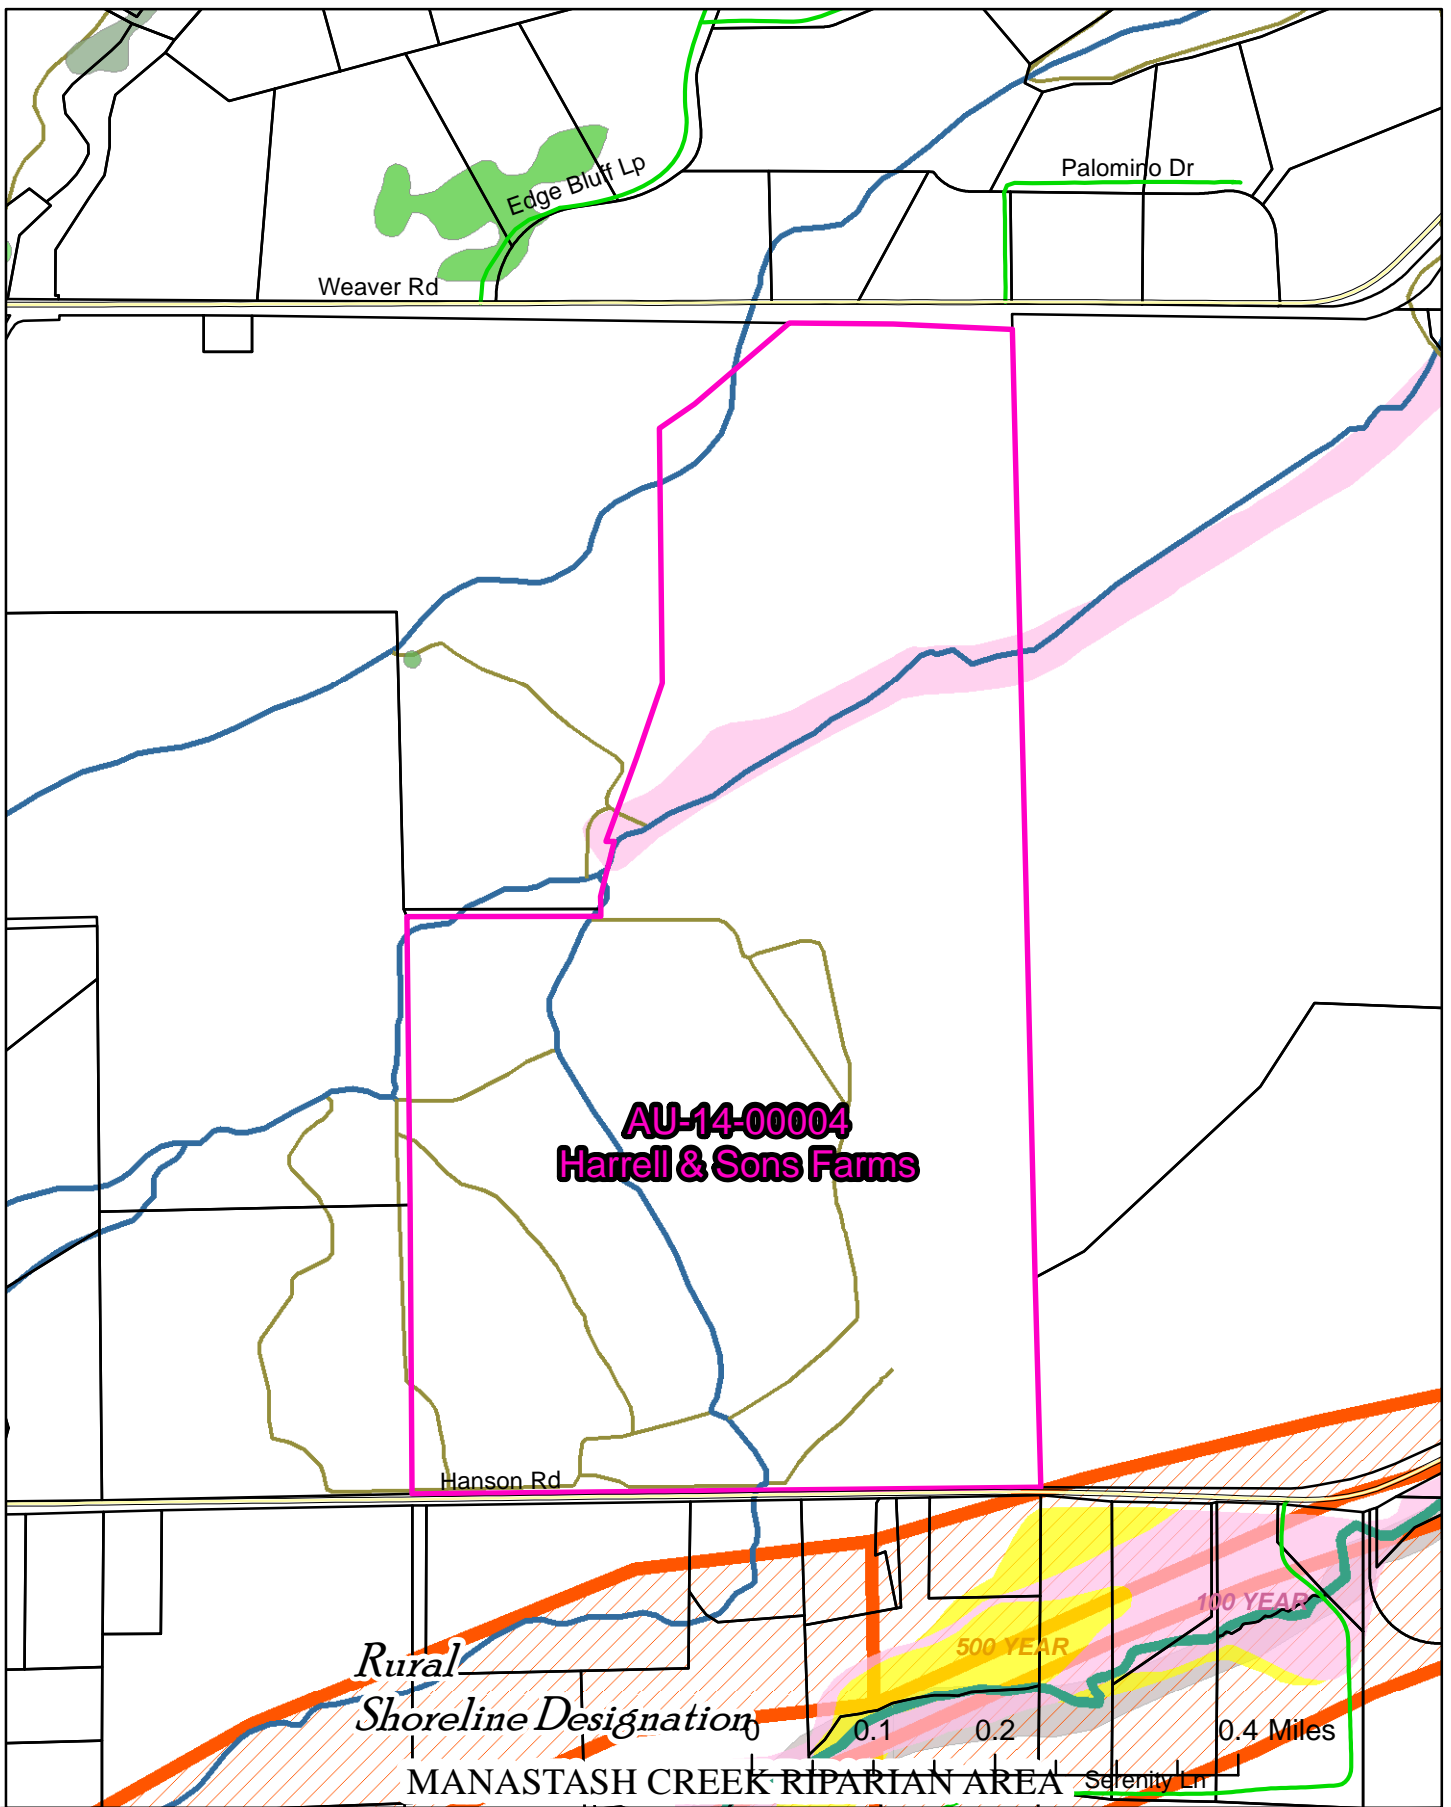 Palomino Dr
Edge Bluff Lp
Weaver Rd
AU-14-00004
Harrell & Sons Farms
Hanson Rd
100 YEAR
500 YEAR
Rural
Shoreline Designation
0 0.1 0.2 0.4 Miles
MANASTASH CREEK RIPARIAN AREA
Serenity Ln